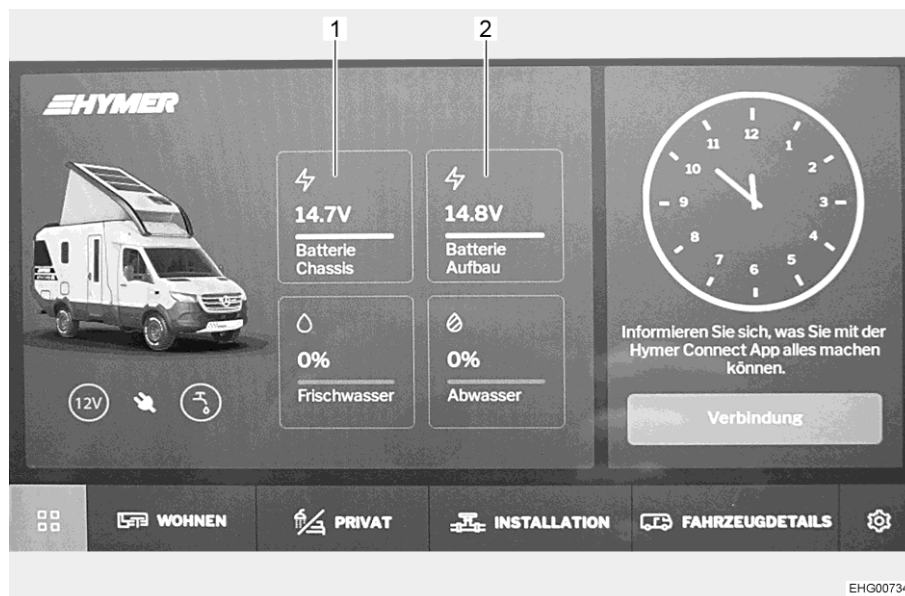 1
2
HYMER
14.7V
Batterie
Chassis
14.8V
Batterie
Aufbau
0%
Frischwasser
0%
Abwasser
12V
12
1
2
3
4
5
6
7
8
9
10
11
Informieren Sie sich, was Sie mit der
Hymer Connect App alles machen
können.
Verbindung
WOHNEN
PRIVAT
INSTALLATION
FAHRZEUGDETAILS
EHG00734